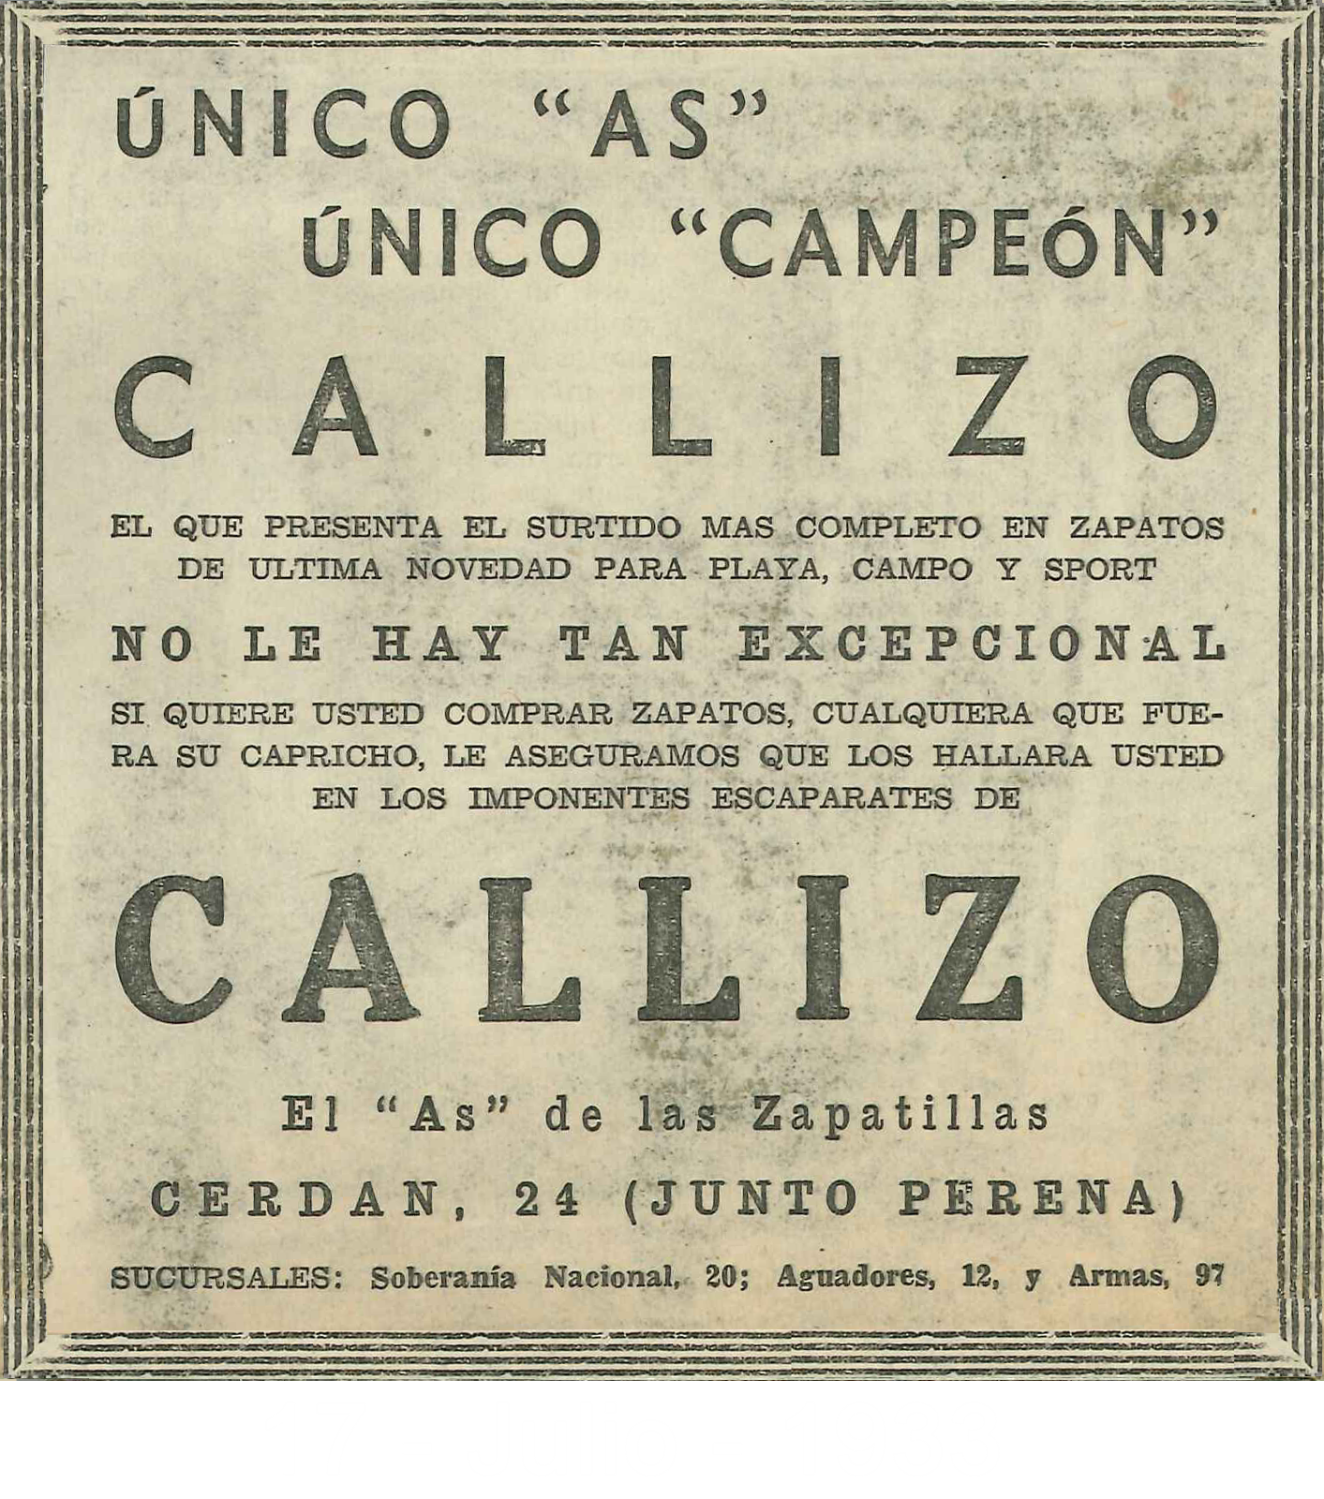 ÚNICO “AS”
ÚNICO “CAMPEÓN”
CALLIZO
EL QUE PRESENTA EL SURTIDO MAS COMPLETO EN ZAPATOS
DE ULTIMA NOVEDAD PARA PLAYA, CAMPO Y SPORT
NO LE HAY TAN EXCEPCIONAL
SI QUIERE USTED COMPRAR ZAPATOS, CUALQUIERA QUE FUE-
RA SU CAPRICHO, LE ASEGURAMOS QUE LOS HALLARA USTED
EN LOS IMPONENTES ESCAPARATES DE
CALLIZO
El “As” de las Zapatillas
CERDAN, 24 (JUNTO PERENA)
SUCURSALES: Soberanía Nacional, 20; Aguadores, 12, y Armas, 97